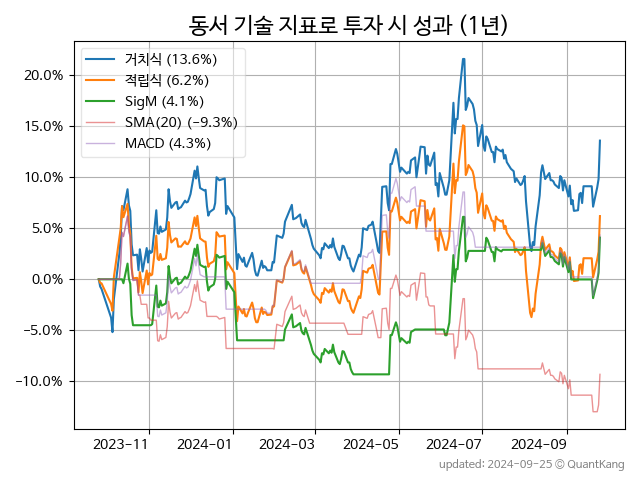 동서 기술 지표로 투자 시 성과 (1년)
거치식 (13.6%)
적립식 (6.2%)
SigM (4.1%)
SMA(20) (−9.3%)
MACD (4.3%)
20.0%
15.0%
10.0%
5.0%
0.0%
−5.0%
−10.0%
2023-11 2024-01 2024-03 2024-05 2024-07 2024-09
updated: 2024-09-25 © QuantKang